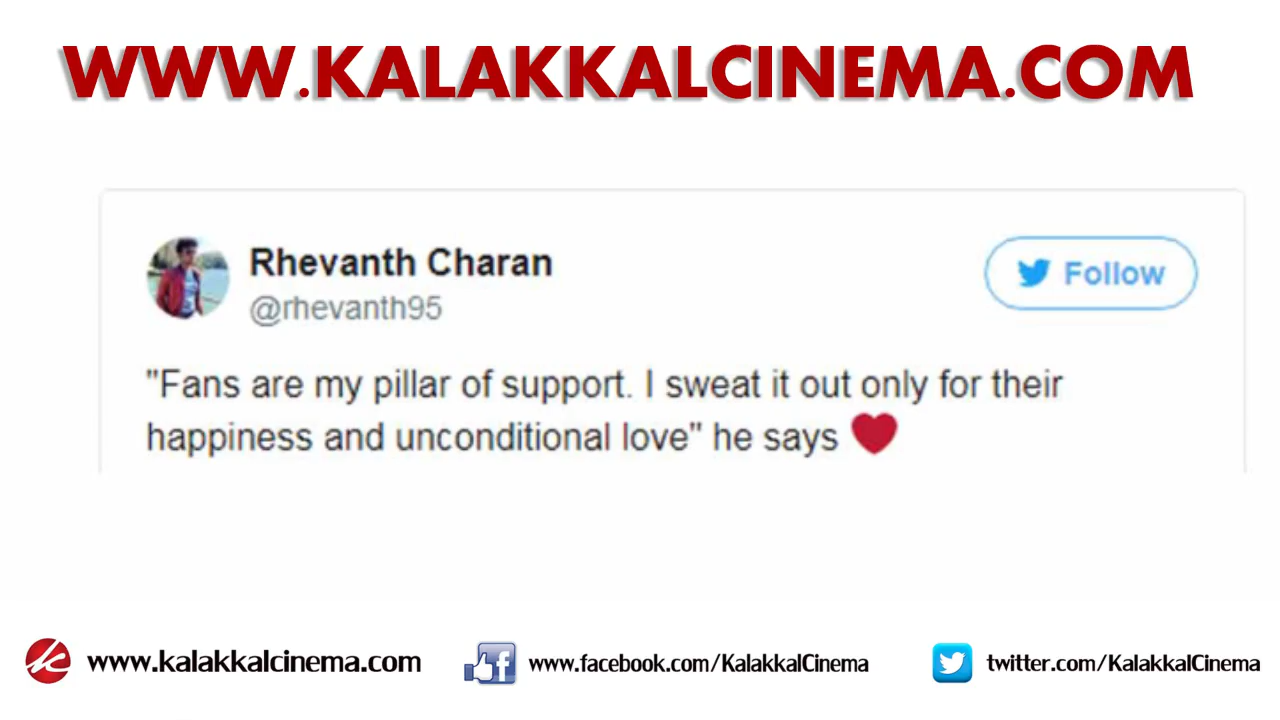 WWW.KALAKKALCINEMA.COM
Rhevanth Charan
@rhevanth95
Follow
"Fans are my pillar of support. I sweat it out only for their
happiness and unconditional love" he says ❤
www.kalakkalcinema.com
www.facebook.com/KalakkalCinema
twitter.com/KalakkalCinema